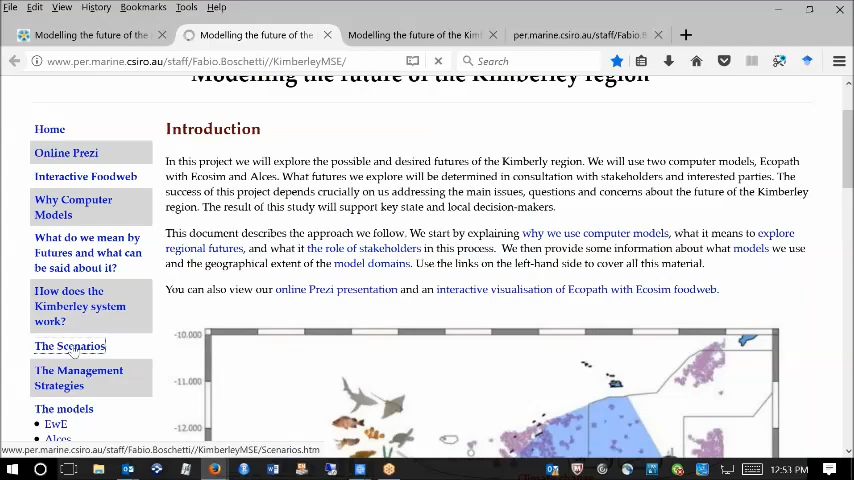 File Edit View History Bookmarks Tools Help
Modelling the future of the Modelling the future of the Modelling the future of the Kim per.marine.csiro.au/staff/Fabio.B
www.per.marine.csiro.au/staff/Fabio.Boschetti//KimberleyMSE/ Search
Modelling the future of the Kimberley region
Home
Online Prezi
Interactive Foodweb
Why Computer
Models
What do we mean by
Futures and what can
be said about it?
How does the
Kimberley system
work?
The Scenarios
The Management
Strategies
The models
EwE
Alces
Introduction
In this project we will explore the possible and desired futures of the Kimberly region. We will use two computer models, Ecopath
with Ecosim and Alces. What futures we explore will be determined in consultation with stakeholders and interested parties. The
success of this project depends crucially on us addressing the main issues, questions and concerns about the future of the Kimberley
region. The result of this study will support key state and local decision-makers.
This document describes the approach we follow. We start by explaining why we use computer models, what it means to explore
regional futures, and what it the role of stakeholders in this process. We then provide some information about what models we use
and the geographical extent of the model domains. Use the links on the left-hand side to cover all this material.
You can also view our online Prezi presentation and an interactive visualisation of Ecopath with Ecosim foodweb.
-10.000
-11.000
-12.000
www.per.marine.csiro.au/staff/Fabio.Boschetti//KimberleyMSE/Scenarios.htm
12:53 PM